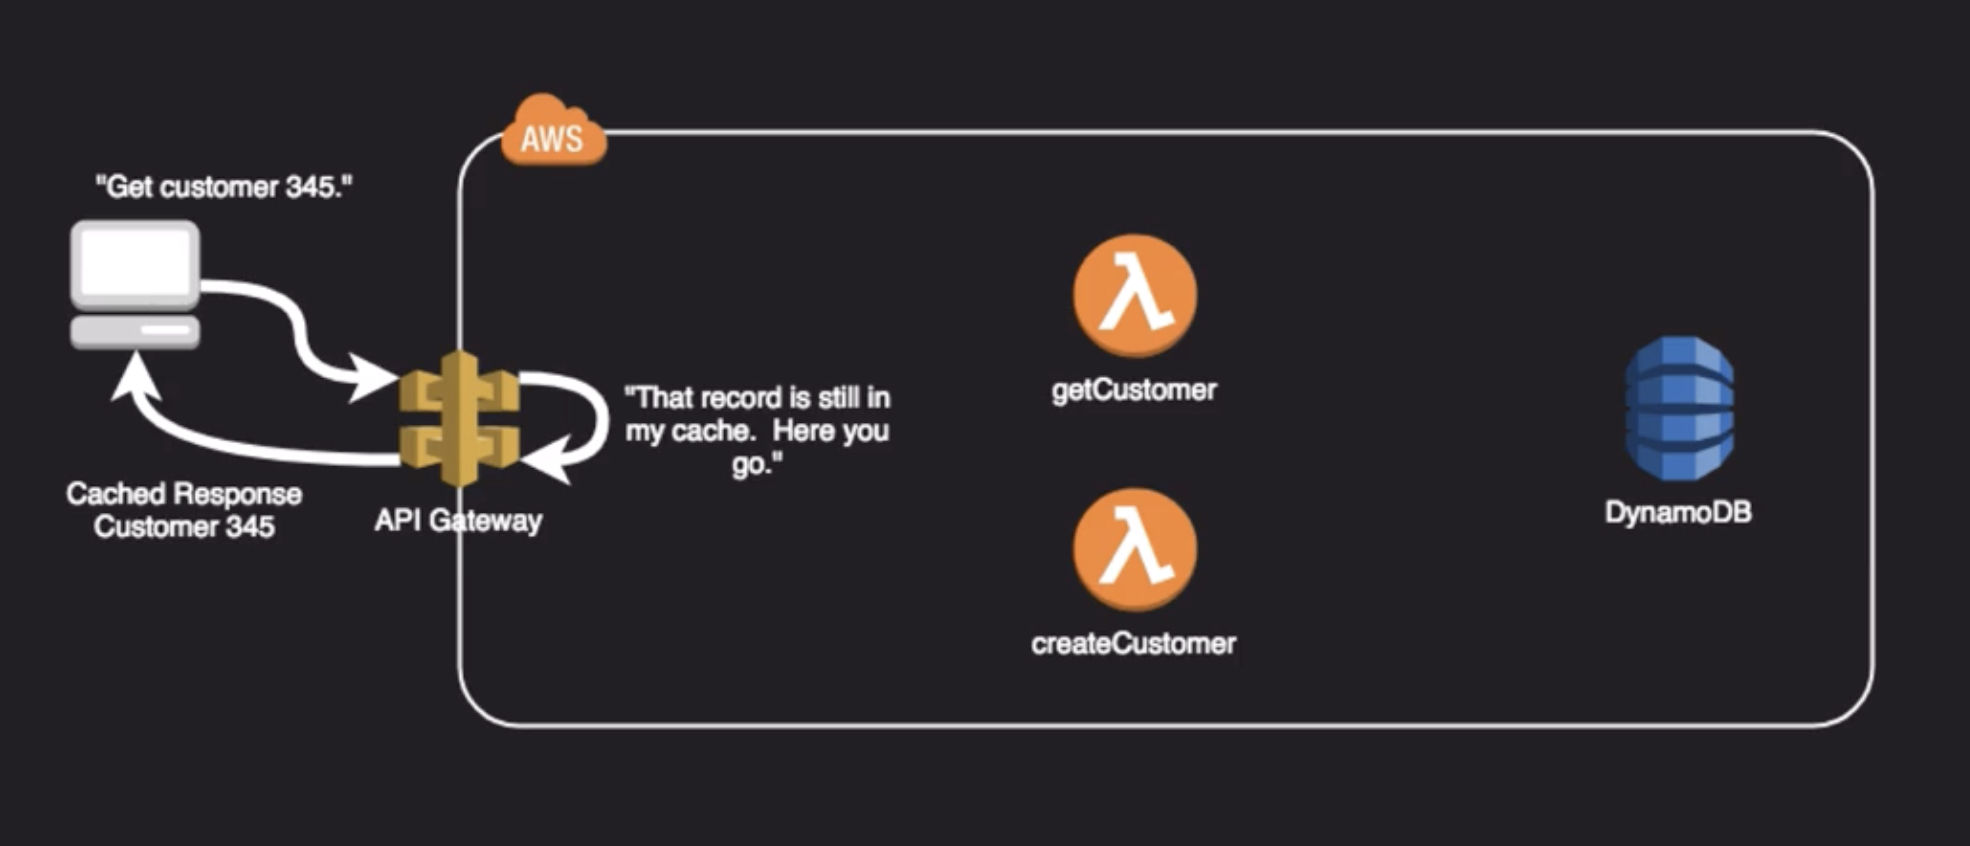 AWS
"Get customer 345."
"That record is still in
my cache.  Here you
go."
Cached Response
Customer 345
API Gateway
getCustomer
createCustomer
DynamoDB